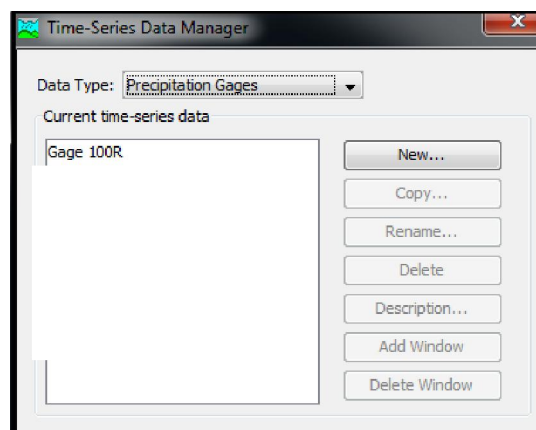 Time-Series Data Manager
X
Data Type: Precipitation Gages
Current time-series data
Gage 100R
New...
Copy...
Rename...
Delete
Description...
Add Window
Delete Window